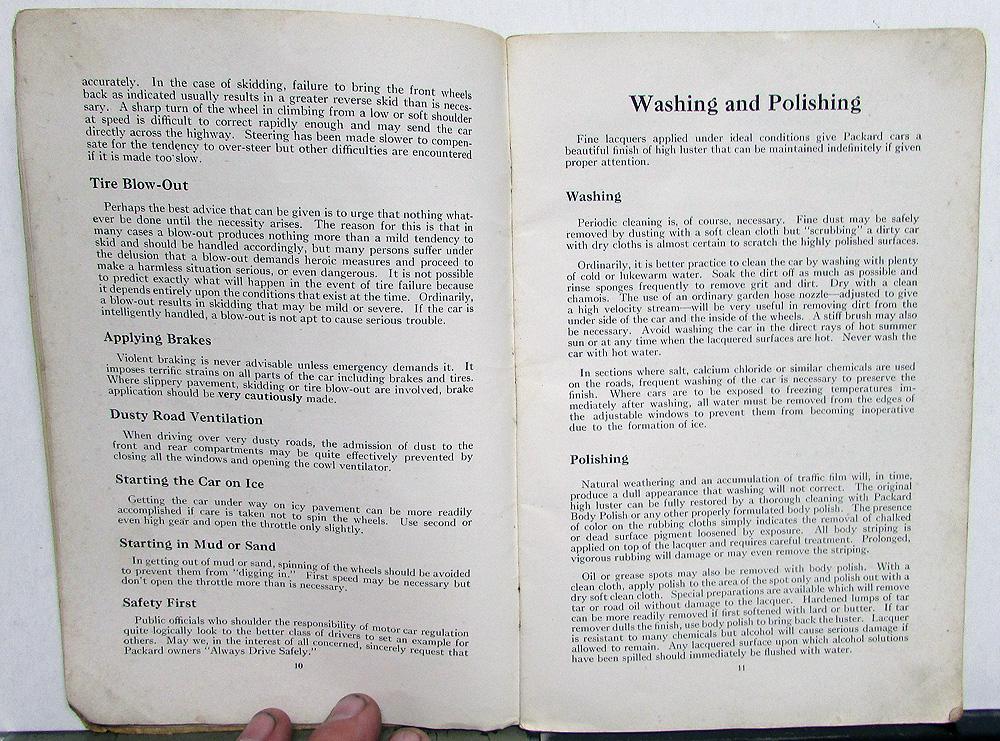 accurately. In the case of skidding, failure to bring the front wheels
back as indicated usually results in a greater reverse skid than is neces-
sary. A sharp turn of the wheel in climbing from a low or soft shoulder
at speed is difficult to correct rapidly enough and may send the car
directly across the highway. Steering has been made slower to compen-
sate for the tendency to over-steer but other difficulties are encountered
if it is made too slow.
Tire Blow-Out
Perhaps the best advice that can be given is to urge that nothing what-
ever be done until the necessity arises. The reason for this is that in
many cases a blow-out produces nothing more than a mild tendency to
skid and should be handled accordingly, but many persons suffer under
the delusion that a blow-out demands heroic measures and proceed to
make a harmless situation serious, or even dangerous. It is not possible
to predict exactly what will happen in the event of tire failure because
it depends entirely upon the conditions that exist at the time. Ordinarily,
a blow-out results in skidding that may be mild or severe. If the car is
intelligently handled, a blow-out is not apt to cause serious trouble.
Applying Brakes
Violent braking is never advisable unless emergency demands it. It
imposes terrific strains on all parts of the car including brakes and tires.
Where slippery pavement, skidding or tire blow-out are involved, brake
application should be very cautiously made.
Dusty Road Ventilation
When driving over very dusty roads, the admission of dust to the
front and rear compartments may be quite effectively prevented by
closing all the windows and opening the cowl ventilator.
Starting the Car on Ice
Getting the car under way on icy pavement can be more readily
accomplished if care is taken not to spin the wheels. Use second or
even high gear and open the throttle only slightly.
Starting in Mud or Sand
In getting out of mud or sand, spinning of the wheels should be avoided
to prevent them from "digging in." First speed may be necessary but
don't open the throttle more than is necessary.
Safety First
Public officials who shoulder the responsibility of motor car regulation
quite logically look to the better class of drivers to set an example for
others. May we, in the interest of all concerned, sincerely request that
Packard owners "Always Drive Safely."
10
Washing and Polishing
Fine lacquers applied under ideal conditions give Packard cars a
beautiful finish of high luster that can be maintained indefinitely if given
proper attention.
Washing
Periodic cleaning is, of course, necessary. Fine dust may be safely
removed by dusting with a soft clean cloth but "scrubbing" a dirty car
with dry cloths is almost certain to scratch the highly polished surfaces.
Ordinarily, it is better practice to clean the car by washing with plenty
of cold or lukewarm water. Soak the dirt off as much as possible and
rinse sponges frequently to remove grit and dirt. Dry with a clean
chamois. The use of an ordinary garden hose nozzle—adjusted to give
a high velocity stream—will be very useful in removing dirt from the
under side of the car and the inside of the wheels. A stiff brush may also
be necessary. Avoid washing the car in the direct rays of hot summer
sun or at any time when the lacquered surfaces are hot. Never wash the
car with hot water.
In sections where salt, calcium chloride or similar chemicals are used
on the roads, frequent washing of the car is necessary to preserve the
finish. Where cars are to be exposed to freezing temperatures im-
mediately after washing, all water must be removed from the edges of
the adjustable windows to prevent them from becoming inoperative
due to the formation of ice.
Polishing
Natural weathering and an accumulation of traffic film will, in time,
produce a dull appearance that washing will not correct. The original
high luster can be fully restored by a thorough cleaning with Packard
Body Polish or any other properly formulated body polish. The presence
of color on the rubbing cloths simply indicates the removal of chalked
or dead surface pigment loosened by exposure. All body striping is
applied on top of the lacquer and requires careful treatment. Prolonged,
vigorous rubbing will damage or may even remove the striping.
Oil or grease spots may also be removed with body polish. With a
clean cloth, apply polish to the area of the spot only and polish out with a
dry soft clean cloth. Special preparations are available which will remove
tar or road oil without damage to the lacquer. Hardened lumps of tar
can be more readily removed if first softened with lard or butter. If tar
remover dulls the finish, use body polish to bring back the luster. Lacquer
is resistant to many chemicals but alcohol will cause serious damage if
allowed to remain. Any lacquered surface upon which alcohol solutions
have been spilled should immediately be flushed with water.
11